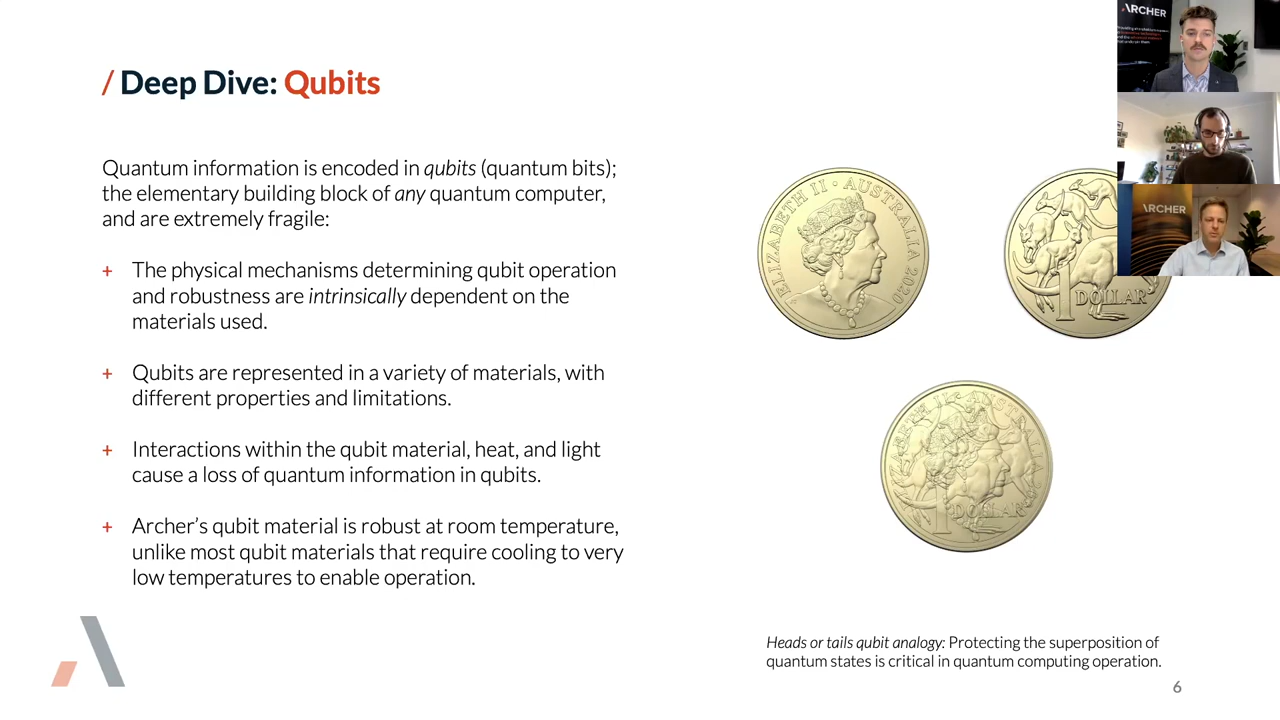 / Deep Dive: Qubits
Quantum information is encoded in qubits (quantum bits);
the elementary building block of any quantum computer,
and are extremely fragile:
+ The physical mechanisms determining qubit operation
and robustness are intrinsically dependent on the
materials used.
+ Qubits are represented in a variety of materials, with
different properties and limitations.
+ Interactions within the qubit material, heat, and light
cause a loss of quantum information in qubits.
+ Archer’s qubit material is robust at room temperature,
unlike most qubit materials that require cooling to very
low temperatures to enable operation.
ELIZABETH II · AUSTRALIA 2020
1 DOLLAR
DOLLAR
Heads or tails qubit analogy: Protecting the superposition of
quantum states is critical in quantum computing operation.
6
ARCHER
ARCHER